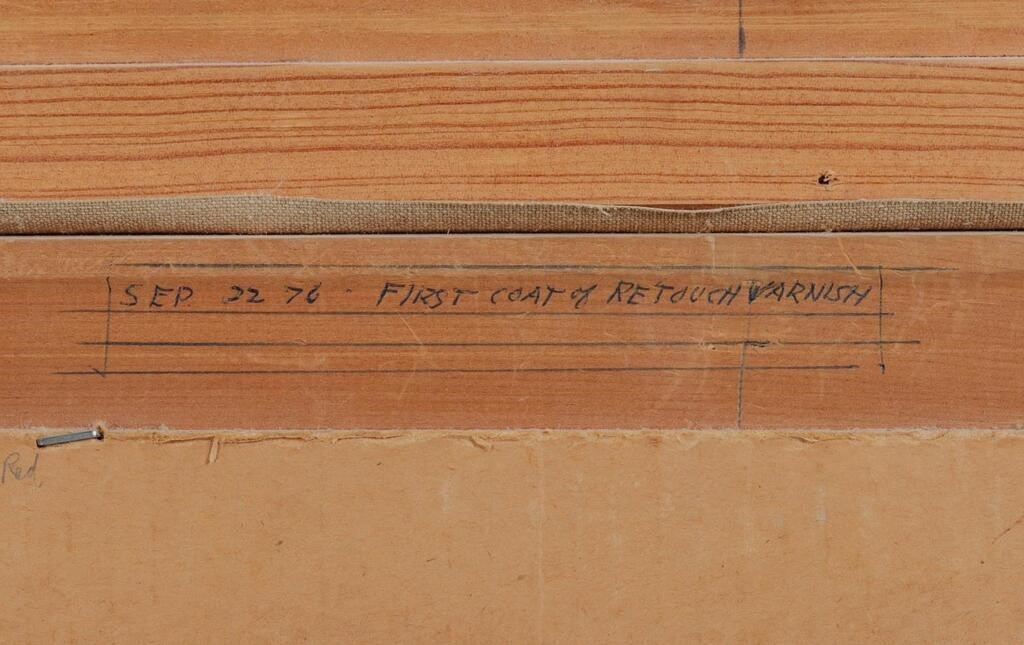 SEP. 22 76 - FIRST COAT of RETOUCH VARNISH
Red